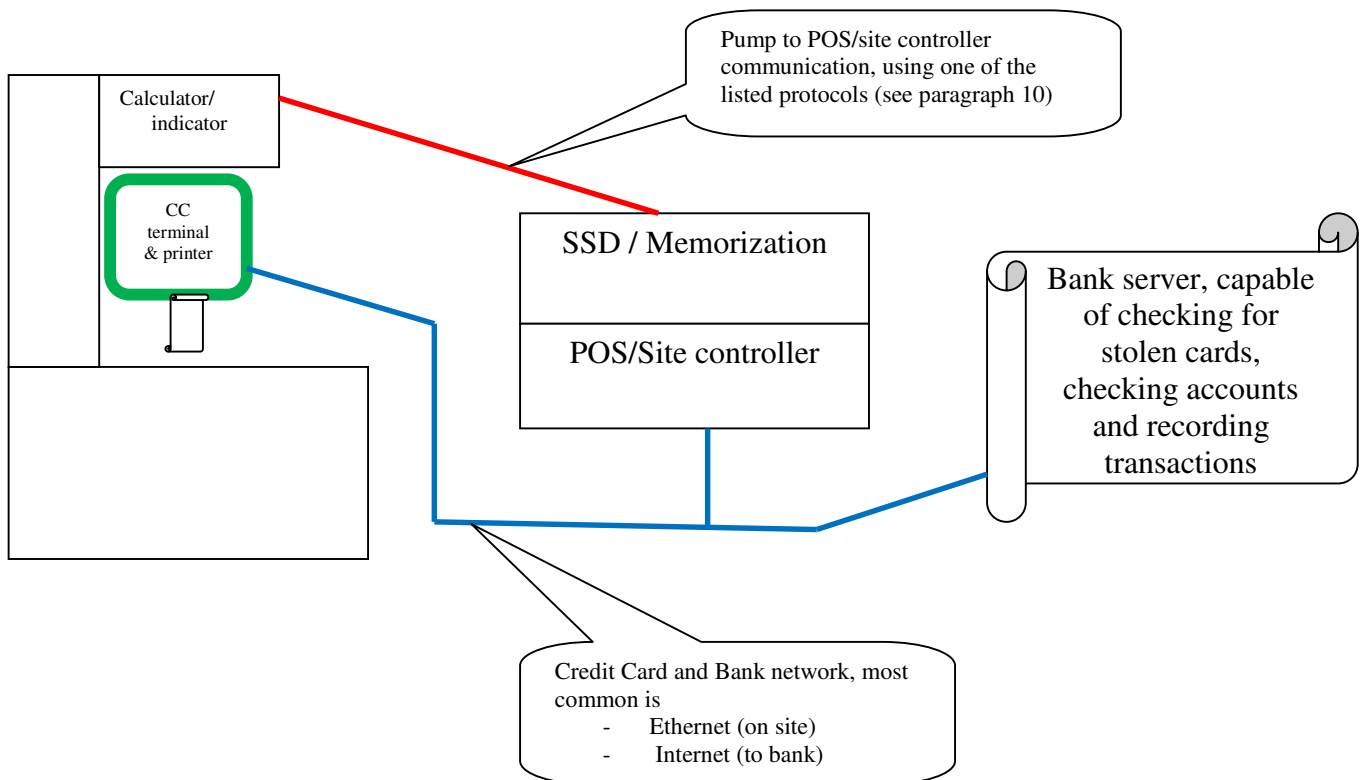 Pump to POS/site controller
communication, using one of the
listed protocols (see paragraph 10)
Calculator/
indicator
CC
terminal
& printer
SSD / Memorization
POS/Site controller
Bank server, capable
of checking for
stolen cards,
checking accounts
and recording
transactions
Credit Card and Bank network, most
common is
- Ethernet (on site)
- Internet (to bank)